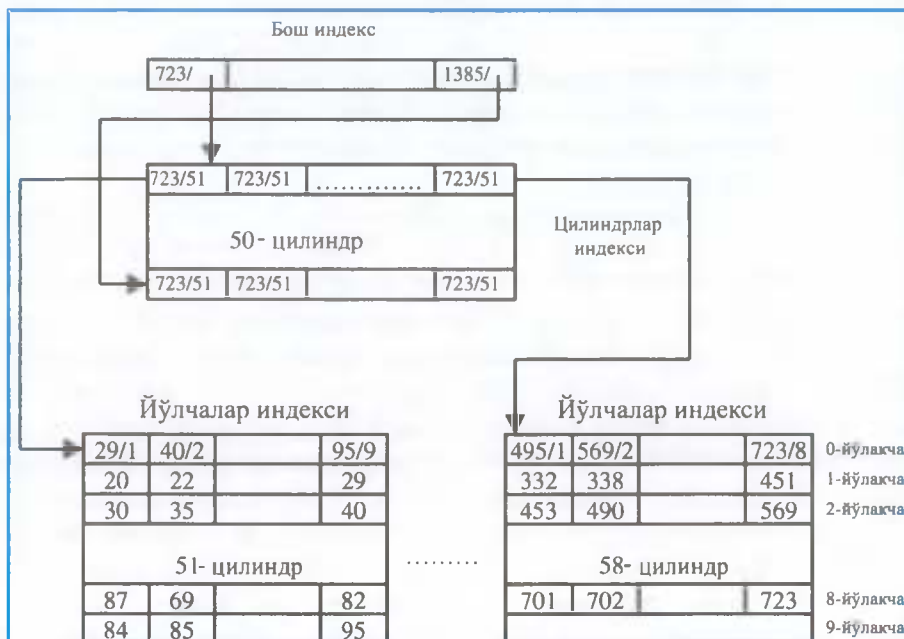 Бош индекс
723/ 1385/
723/51 723/51 ............. 723/51
50- цилиндр
Цилиндрлар
индекси
723/51 723/51 723/51
Йўлчалар индекси Йўлчалар индекси
29/1 40/2 95/9 495/1 569/2 723/8 0-йўлакча
20 22 29 332 338 451 1-йўлакча
30 35 40 453 490 569 2-йўлакча
51- цилиндр ......... 58- цилиндр
87 69 82 701 702 723 8-йўлакча
84 85 95 9-йўлакча